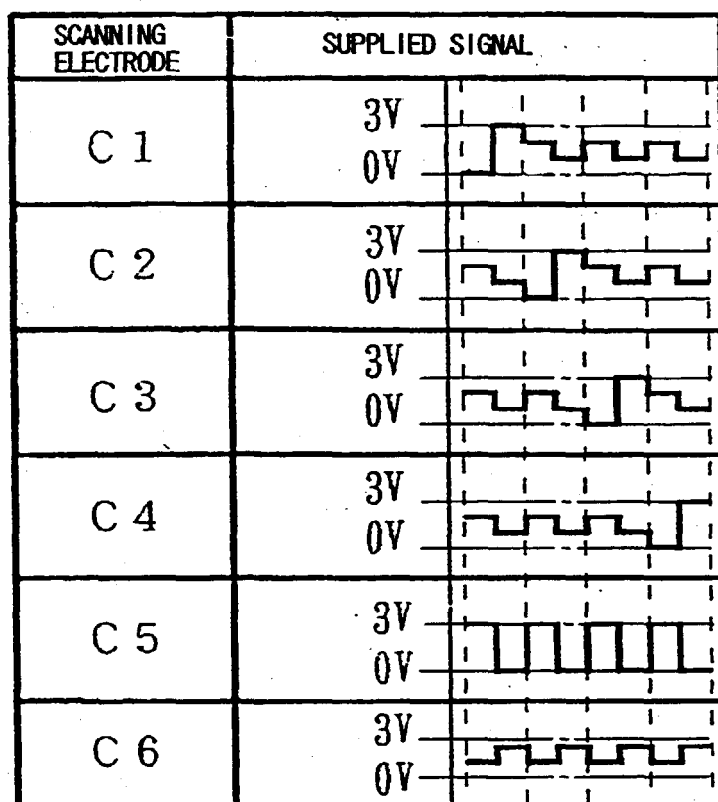 SCANNING ELECTRODE
SUPPLIED SIGNAL
C 1
3V
0V
C 2
3V
0V
C 3
3V
0V
C 4
3V
0V
C 5
3V
0V
C 6
3V
0V